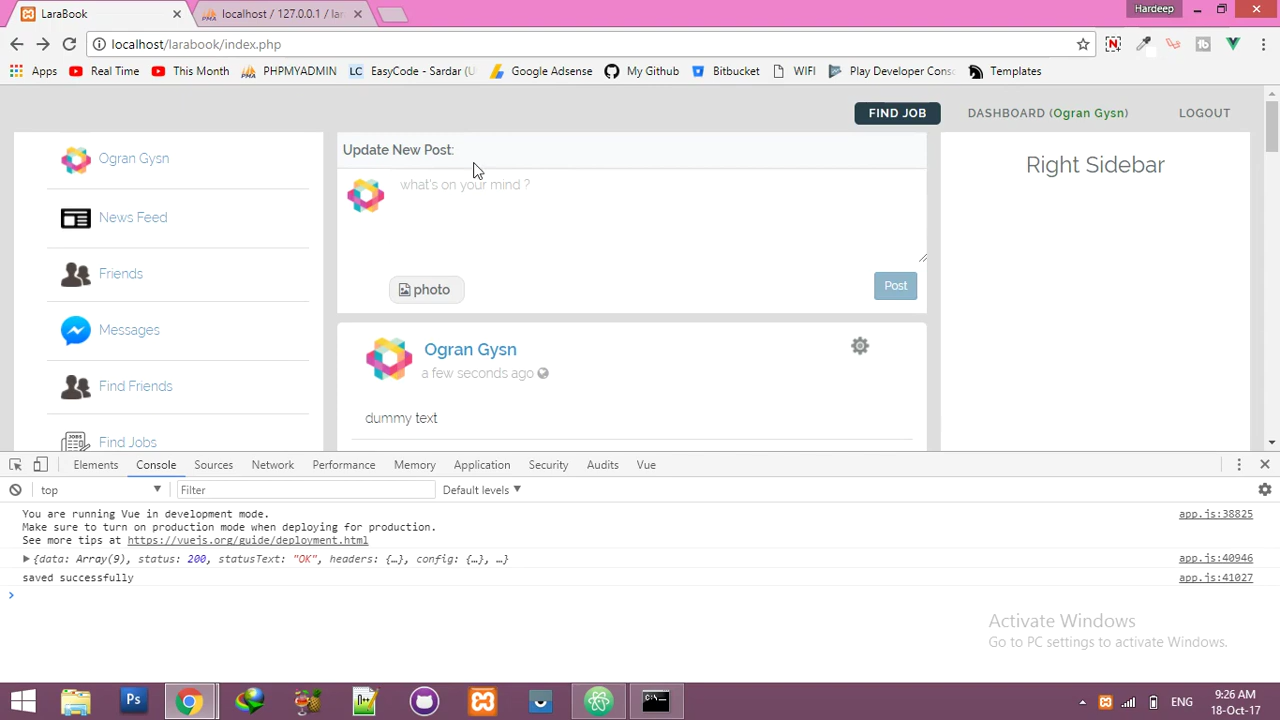 LaraBook
localhost / 127.0.0.1 / lar
Hardeep
localhost/larabook/index.php
Apps
Real Time
This Month
PHPMYADMIN
LC EasyCode - Sardar (U
Google Adsense
My Github
Bitbucket
WIFI
Play Developer Conso
Templates
FIND JOB
DASHBOARD (Ogran Gysn)
LOGOUT
Ogran Gysn
News Feed
Friends
Messages
Find Friends
Find Jobs
Update New Post:
what's on your mind ?
photo
Post
Ogran Gysn
a few seconds ago
dummy text
Right Sidebar
Elements Console Sources Network Performance Memory Application Security Audits Vue
top
Filter
Default levels
You are running Vue in development mode.
Make sure to turn on production mode when deploying for production.
See more tips at https://vuejs.org/guide/deployment.html
app.js:38825
{data: Array(9), status: 200, statusText: "OK", headers: {…}, config: {…}, …}
app.js:40946
saved successfully
app.js:41027
Activate Windows
Go to PC settings to activate Windows.
ENG
9:26 AM
18-Oct-17